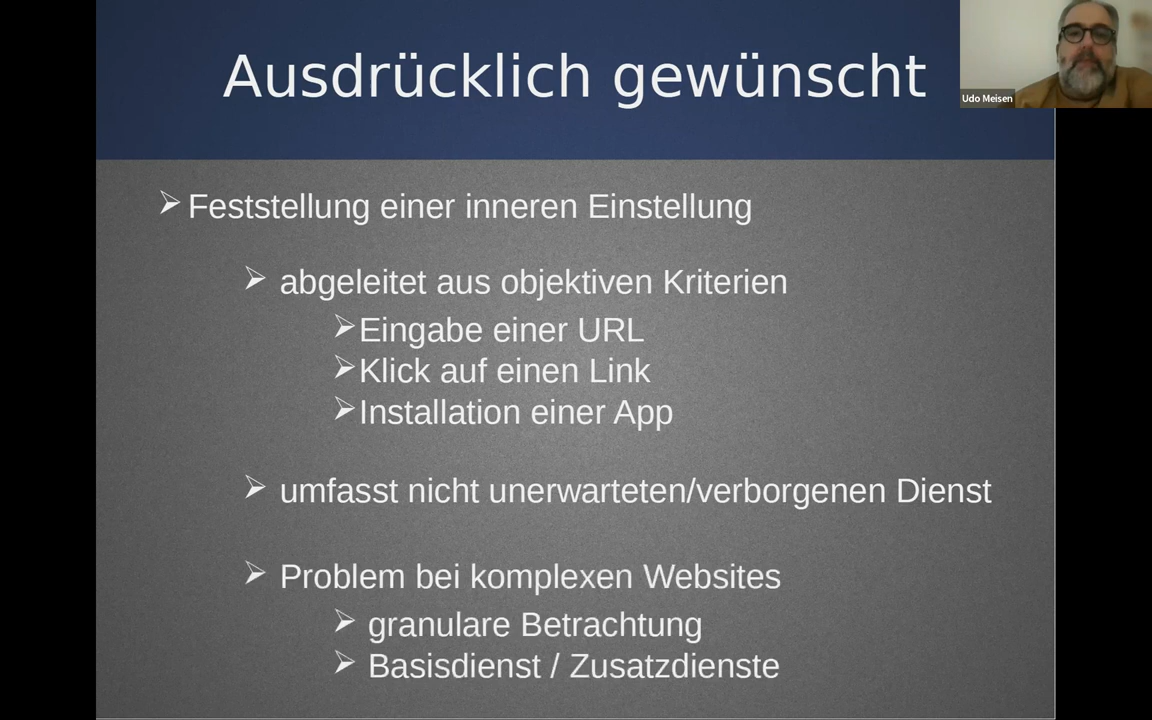 Ausdrücklich gewünscht
Udo Meisen
Feststellung einer inneren Einstellung
abgeleitet aus objektiven Kriterien
Eingabe einer URL
Klick auf einen Link
Installation einer App
umfasst nicht unerwarteten/verborgenen Dienst
Problem bei komplexen Websites
granulare Betrachtung
Basisdienst / Zusatzdienste